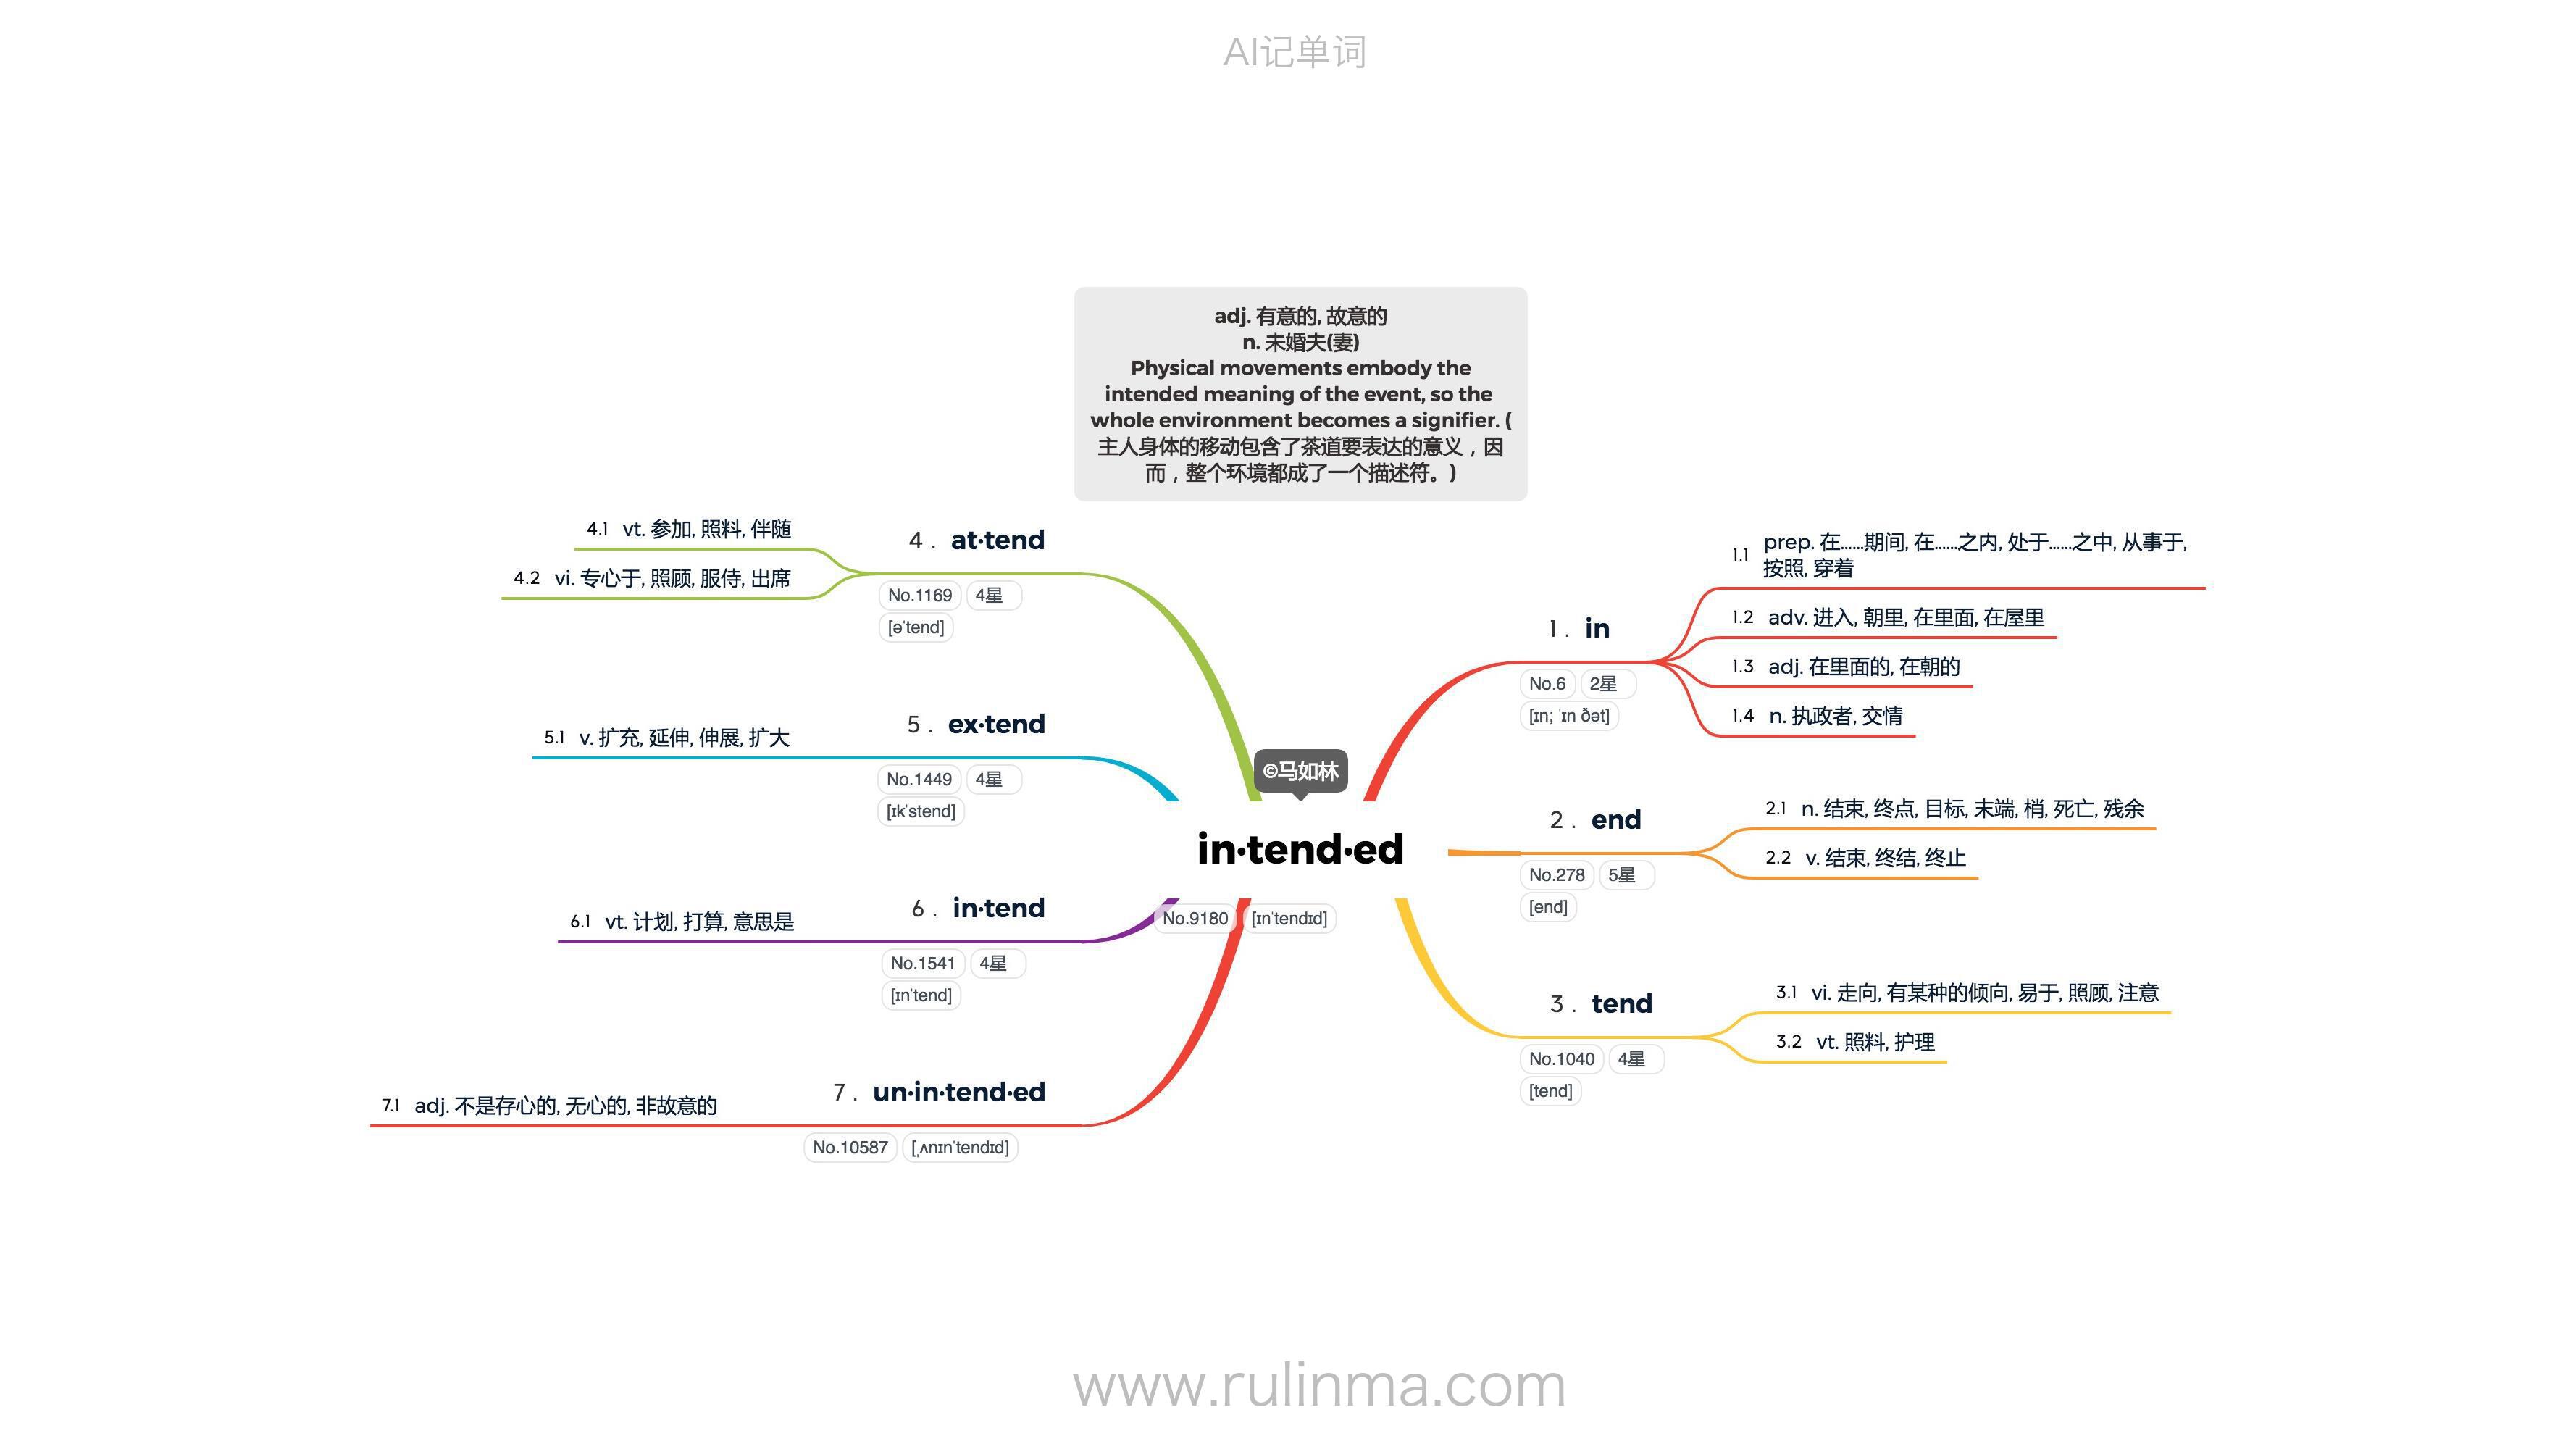 AI记单词
adj. 有意的, 故意的
n. 未婚夫(妻)
Physical movements embody the
intended meaning of the event, so the
whole environment becomes a signifier. (
主人身体的移动包含了茶道要表达的意义，因
而，整个环境都成了一个描述符。)
©马如林
in·tend·ed
No.9180 [ɪnˈtendɪd]
1 . in
No.6 2星
[ɪn; ˈɪn ðət]
1.1 prep. 在……期间, 在……之内, 处于……之中, 从事于,
按照, 穿着
1.2 adv. 进入, 朝里, 在里面, 在屋里
1.3 adj. 在里面的, 在朝的
1.4 n. 执政者, 交情
2 . end
No.278 5星
[end]
2.1 n. 结束, 终点, 目标, 末端, 梢, 死亡, 残余
2.2 v. 结束, 终结, 终止
3 . tend
No.1040 4星
[tend]
3.1 vi. 走向, 有某种的倾向, 易于, 照顾, 注意
3.2 vt. 照料, 护理
4 . at·tend
No.1169 4星
[əˈtend]
4.1 vt. 参加, 照料, 伴随
4.2 vi. 专心于, 照顾, 服侍, 出席
5 . ex·tend
No.1449 4星
[ɪkˈstend]
5.1 v. 扩充, 延伸, 伸展, 扩大
6 . in·tend
No.1541 4星
[ɪnˈtend]
6.1 vt. 计划, 打算, 意思是
7 . un·in·tend·ed
No.10587 [ˌʌnɪnˈtendɪd]
7.1 adj. 不是存心的, 无心的, 非故意的
www.rulinma.com